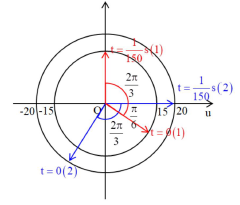 t = 1/150 s (1)
2π/3
t = 1/150 s (2)
-20 -15 O 15 20 u
π/6
2π/3
t = 0 (1)
t = 0 (2)